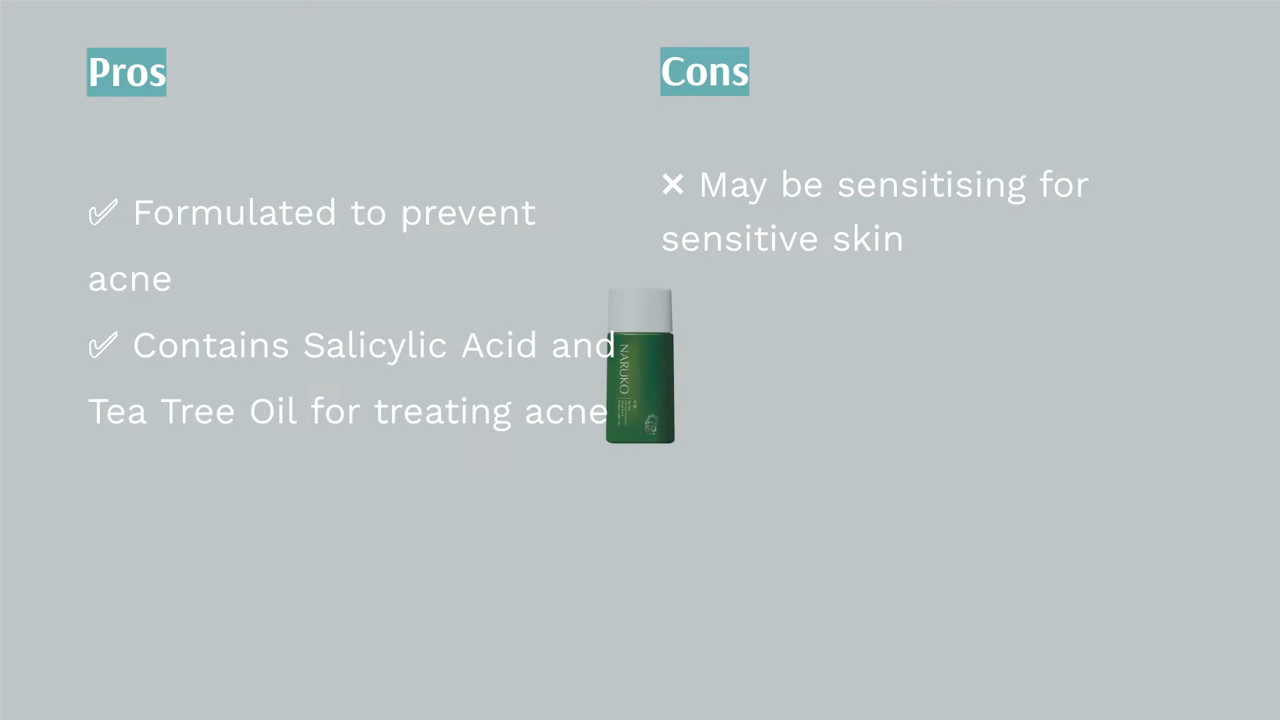 Pros
✅ Formulated to prevent
acne
✅ Contains Salicylic Acid and
Tea Tree Oil for treating acne
Cons
❌ May be sensitising for
sensitive skin
NARUKO